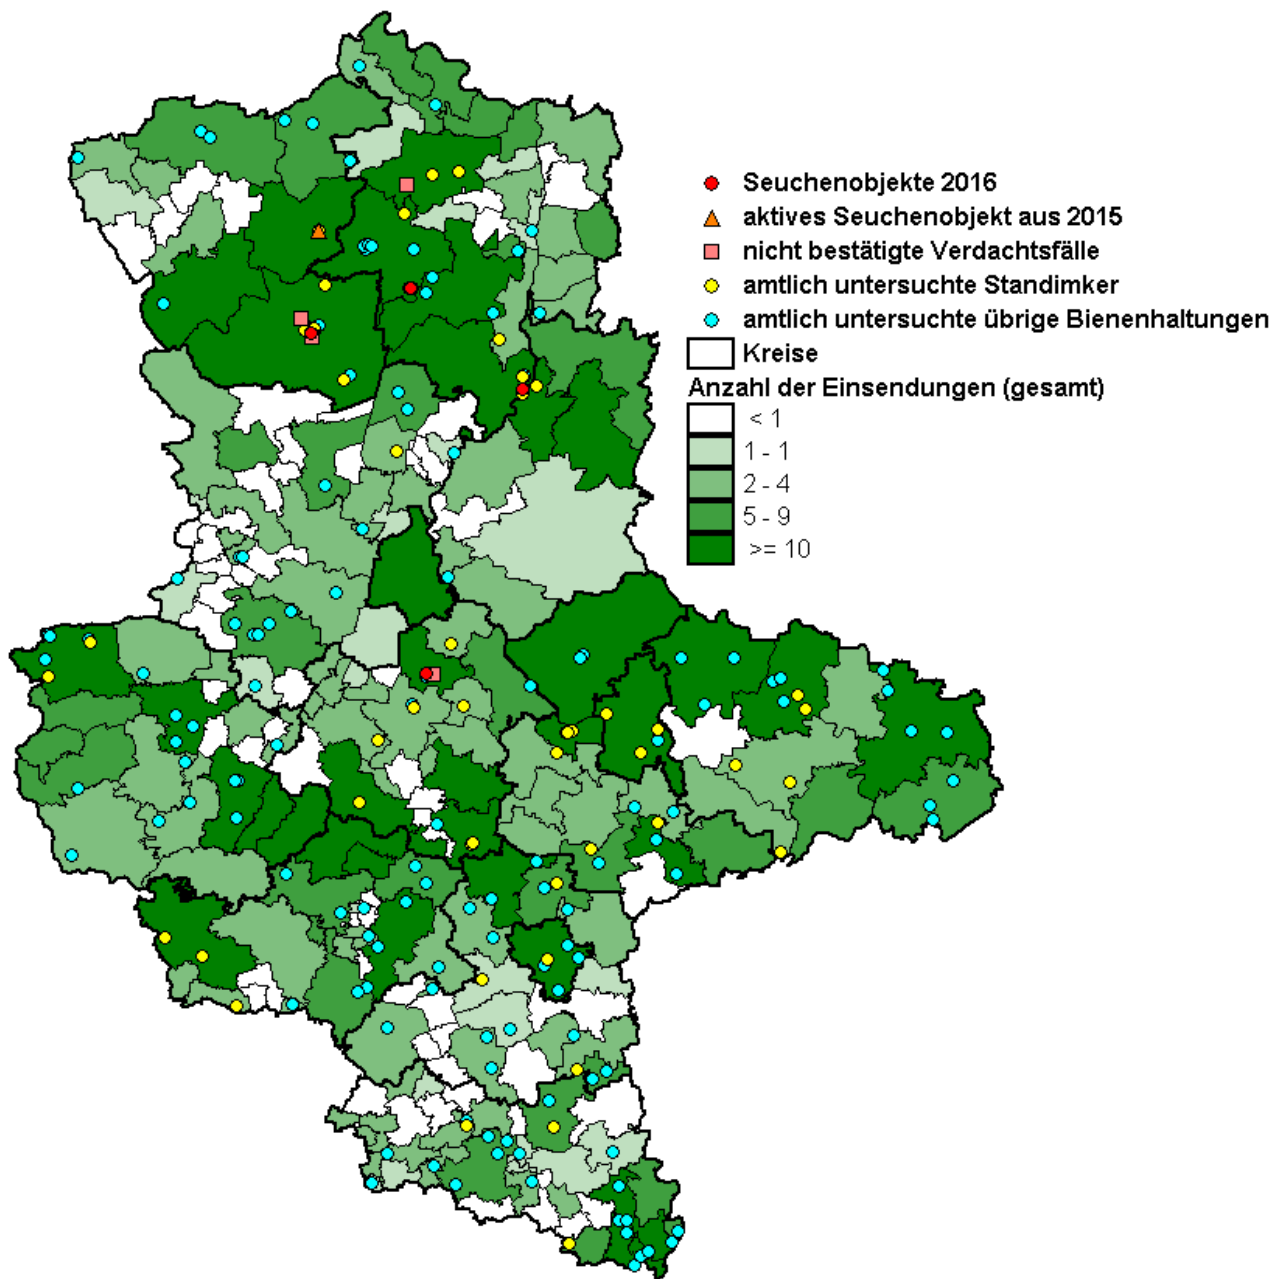 Seuchenobjekte 2016
aktives Seuchenobjekt aus 2015
nicht bestätigte Verdachtsfälle
amtlich untersuchte Standimker
amtlich untersuchte übrige Bienenhaltungen
Kreise
Anzahl der Einsendungen (gesamt)
< 1
1 - 1
2 - 4
5 - 9
>= 10